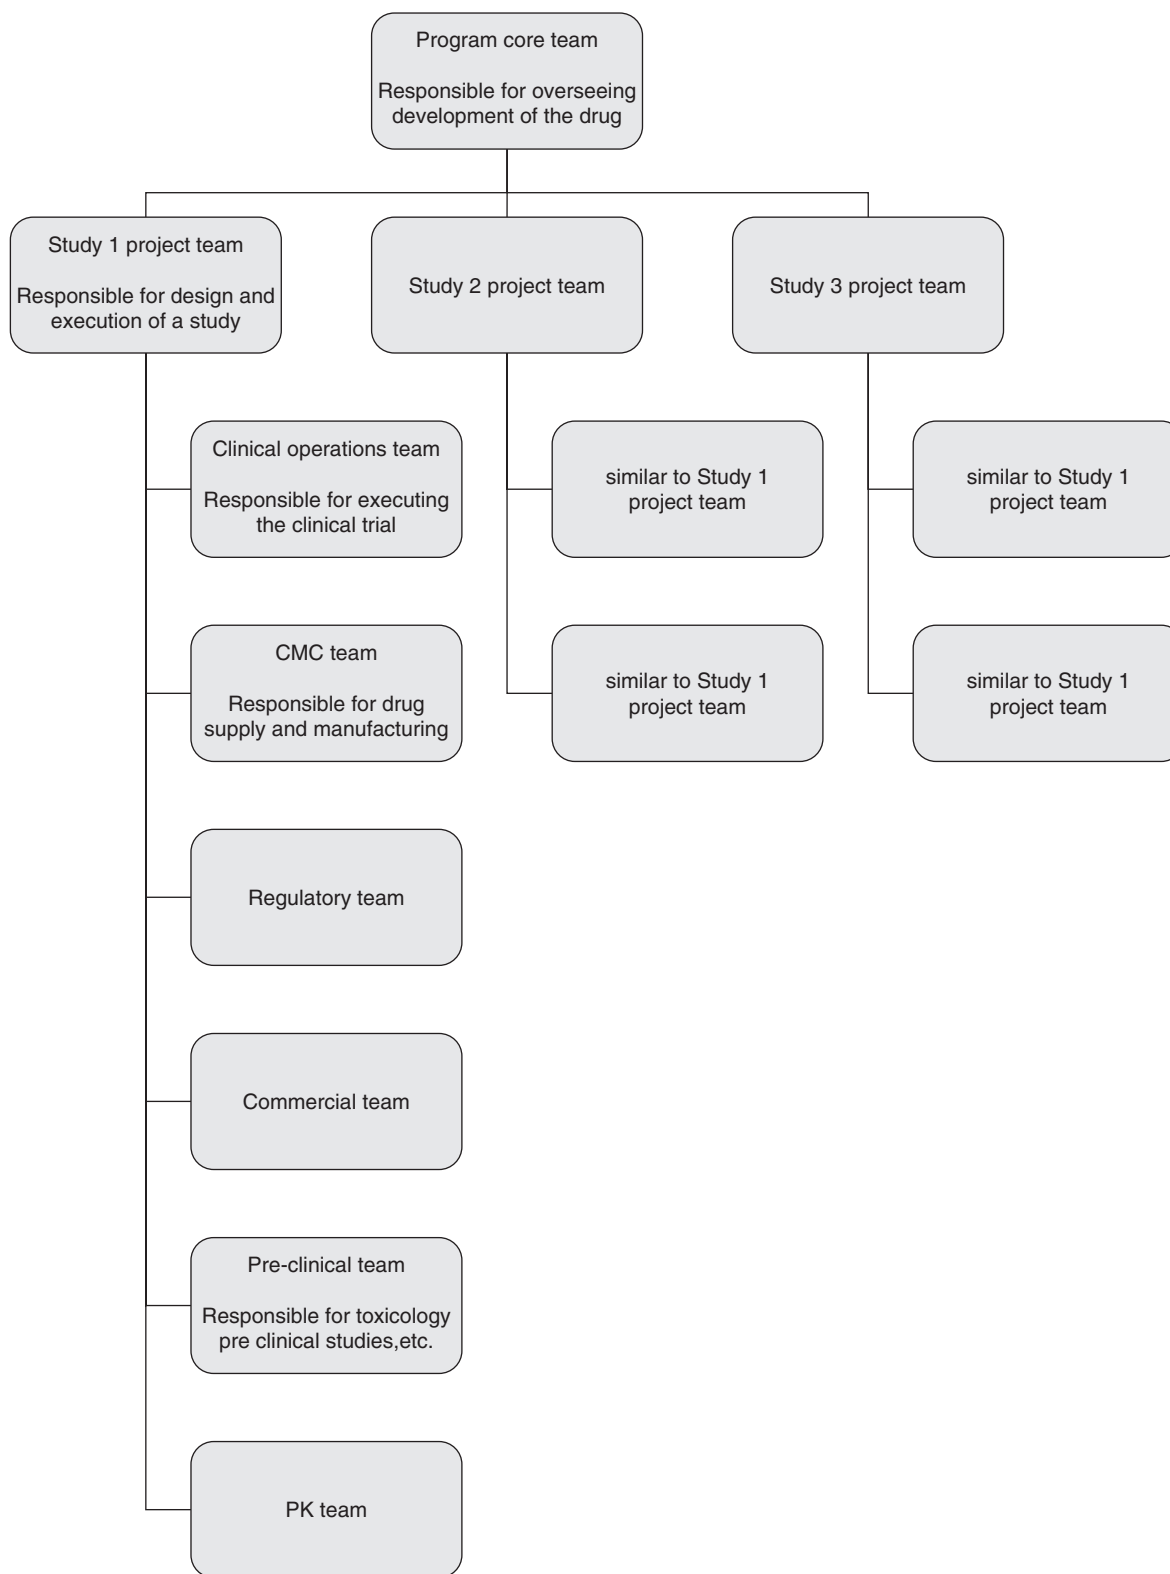 Program core team
Responsible for overseeing
development of the drug
Study 1 project team
Responsible for design and
execution of a study
Study 2 project team
Study 3 project team
Clinical operations team
Responsible for executing
the clinical trial
similar to Study 1
project team
similar to Study 1
project team
CMC team
Responsible for drug
supply and manufacturing
similar to Study 1
project team
similar to Study 1
project team
Regulatory team
Commercial team
Pre-clinical team
Responsible for toxicology
pre clinical studies,etc.
PK team